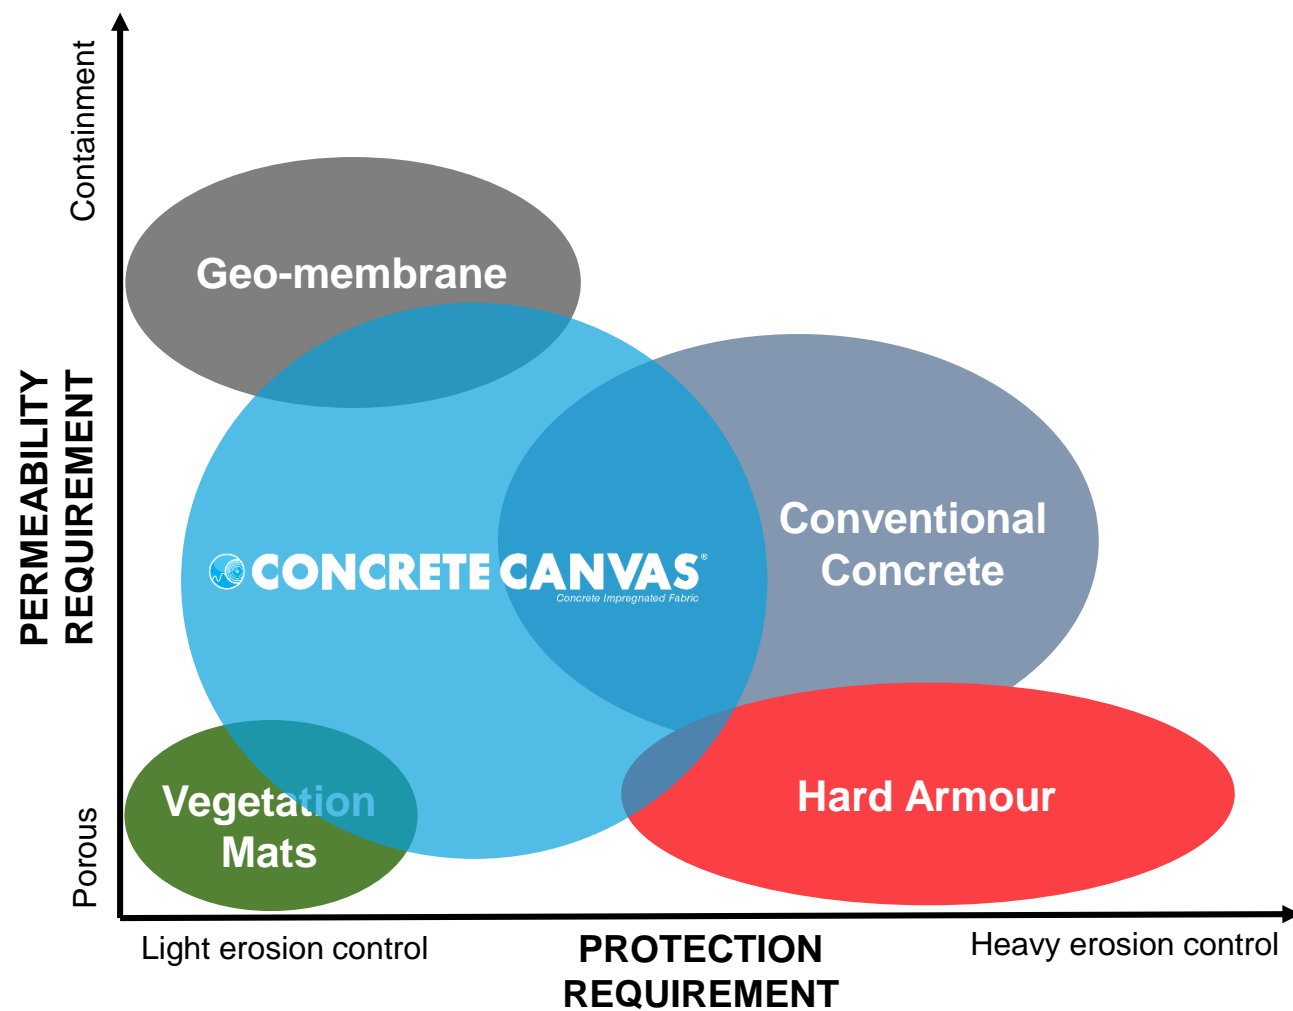 Containment
Geo-membrane
PERMEABILITY
REQUIREMENT
Conventional
Concrete
CONCRETE CANVAS®
Concrete Impregnated Fabric
Vegetation
Mats
Hard Armour
Porous
Light erosion control
PROTECTION
REQUIREMENT
Heavy erosion control